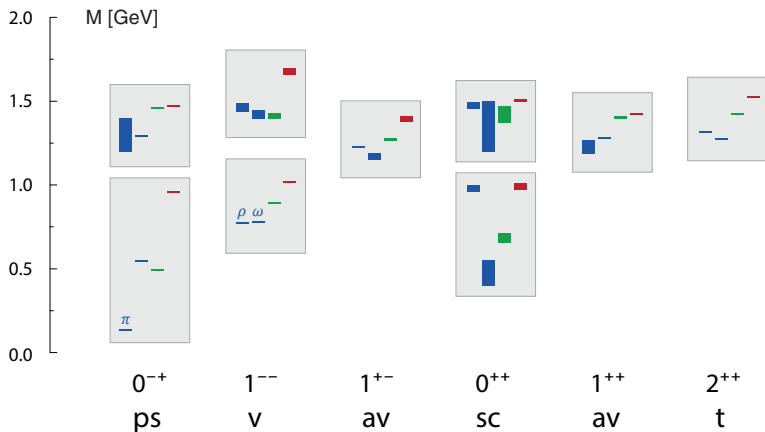 2.0 M [GeV]
1.5
1.0
ρ ω
0.5
π
0.0
0⁻⁺ 1⁻⁻ 1⁺⁻ 0⁺⁺ 1⁺⁺ 2⁺⁺
ps v av sc av t